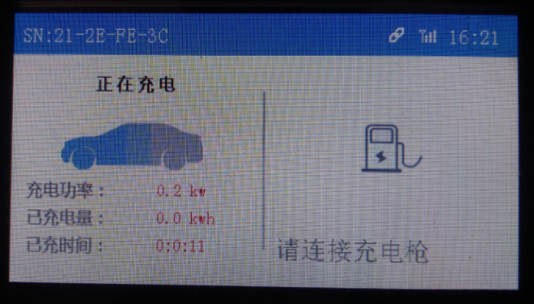 SN:21-2E-FE-3C 16:21
正在充电
充电功率： 0.2 kw
已充电量： 0.0 kwh
已充时间： 0:0:11
请连接充电枪